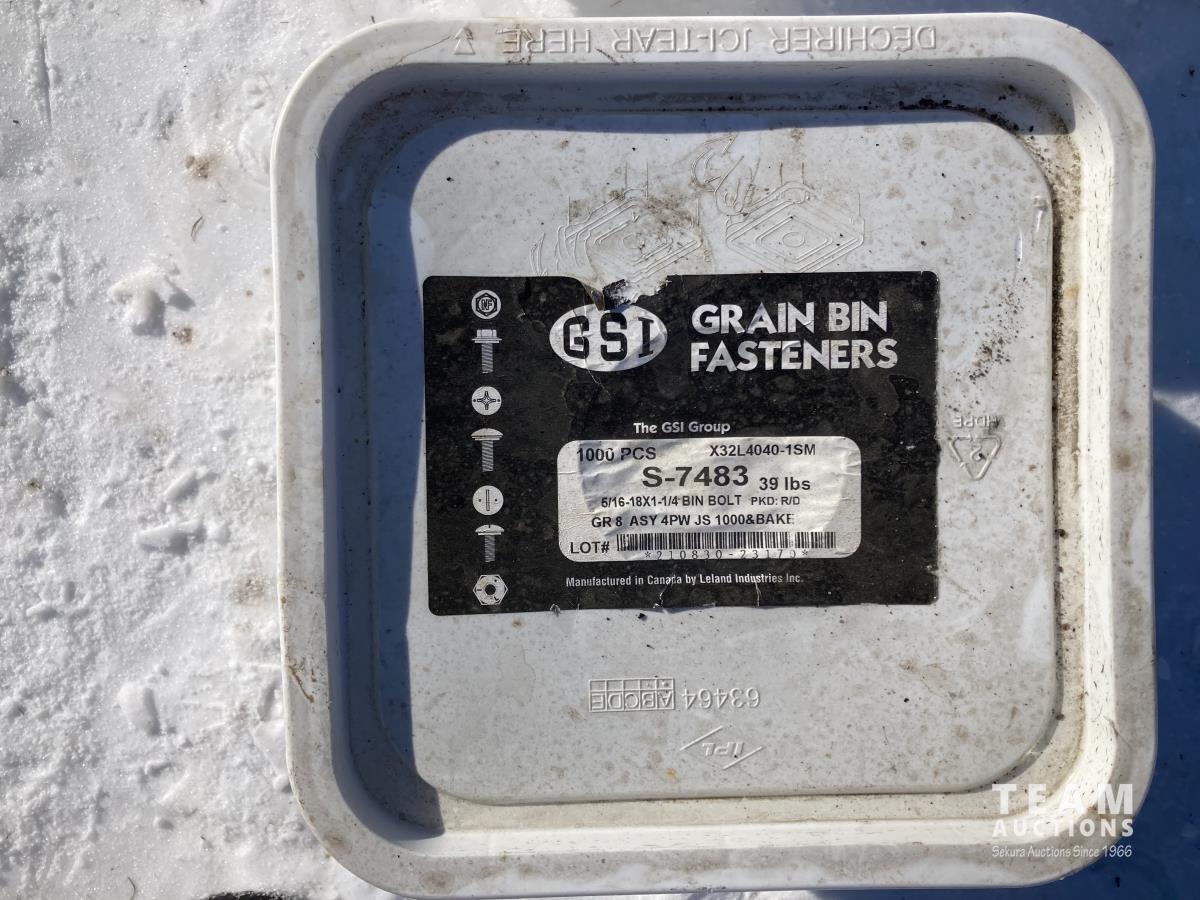 DECHIRER ICI-TEAR HERE
GSI
GRAIN BIN
FASTENERS
The GSI Group
1000 PCS X32L4040-1SM
S-7483 39 lbs
5/16-18X1-1/4 BIN BOLT PKD: R/D
GR 8 ASY 4PW JS 1000&BAKE
LOT#
*210830-23170*
Manufactured in Canada by Leland Industries Inc.
HDPE
2
63464 ABCDE
IPL
TEAM
AUCTIONS
Sekura Auctions Since 1966